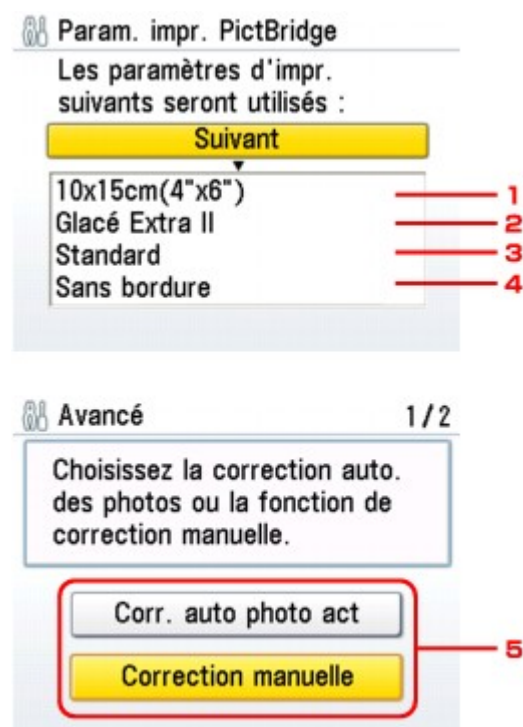 Param. impr. PictBridge
Les paramètres d'impr.
suivants seront utilisés :
Suivant
10x15cm(4"x6") 1
Glacé Extra II 2
Standard 3
Sans bordure 4
Avancé 1/2
Choisissez la correction auto.
des photos ou la fonction de
correction manuelle.
Corr. auto photo act
5
Correction manuelle